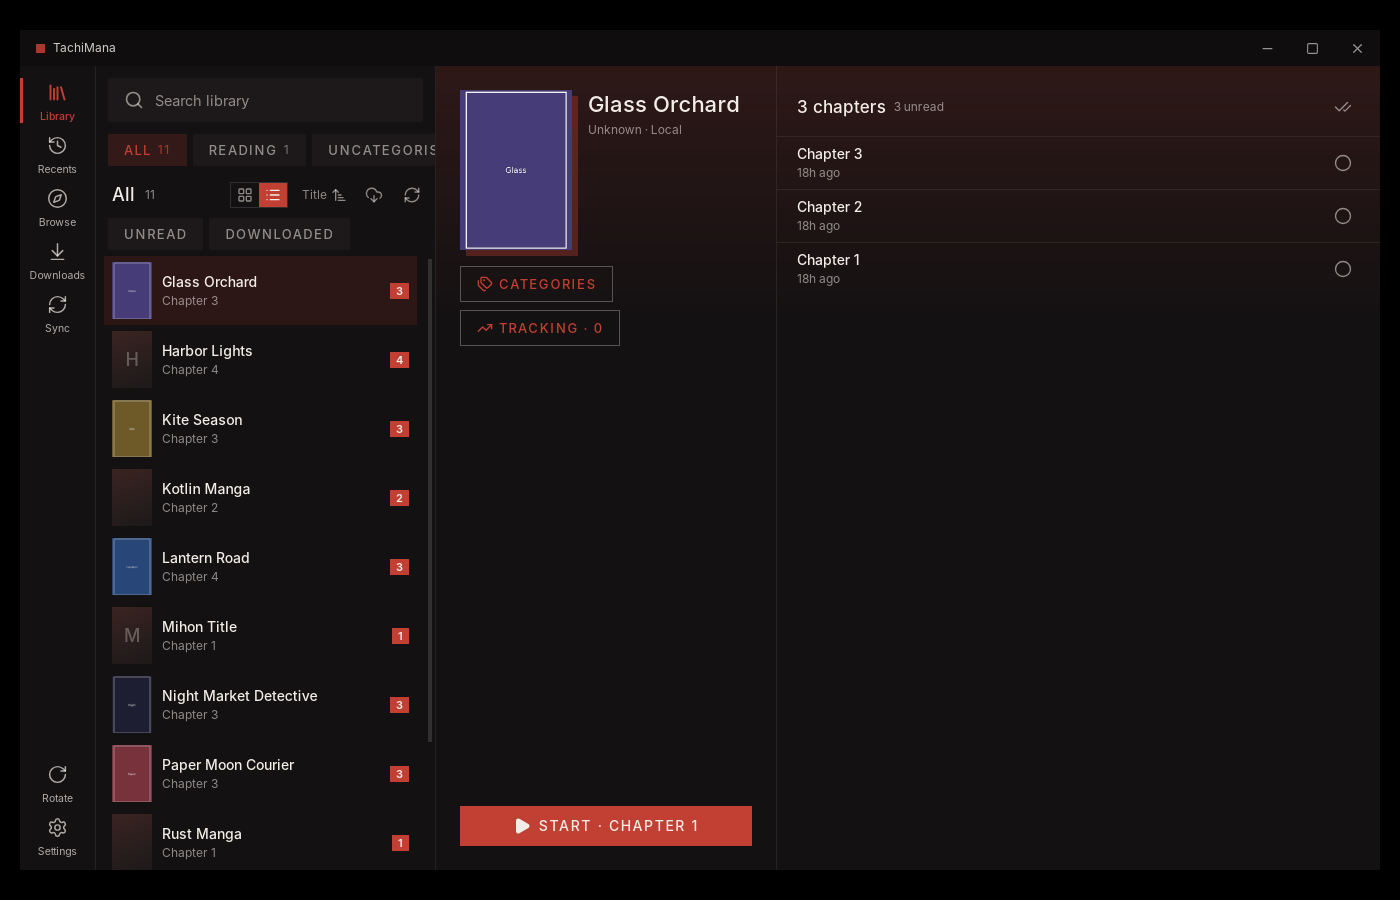 TachiMana
Library
Recents
Browse
Downloads
Sync
Rotate
Settings
Search library
ALL 11
READING 1
UNCATEGORIS
All 11
Title
UNREAD
DOWNLOADED
Glass Orchard
Chapter 3
3
H
Harbor Lights
Chapter 4
4
Kite Season
Chapter 3
3
Kotlin Manga
Chapter 2
2
Lantern Road
Chapter 4
3
M
Mihon Title
Chapter 1
1
Night Market Detective
Chapter 3
3
Paper Moon Courier
Chapter 3
3
Rust Manga
Chapter 1
1
Glass
Glass Orchard
Unknown · Local
CATEGORIES
TRACKING · 0
START · CHAPTER 1
3 chapters 3 unread
Chapter 3
18h ago
Chapter 2
18h ago
Chapter 1
18h ago